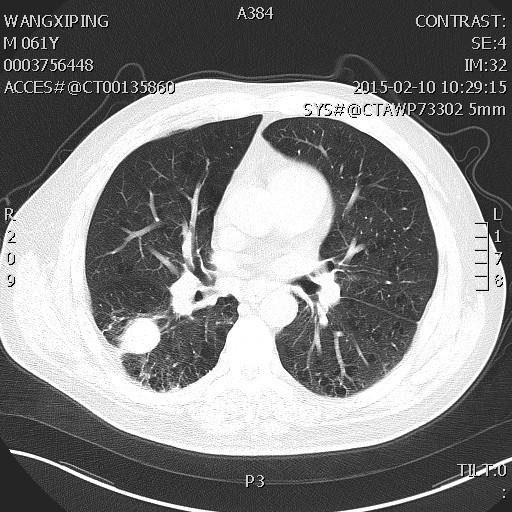 WANGXIPING
M 061Y
0003756448
ACCES#@CT00135860
A384
CONTRAST:
SE:4
IM:32
2015-02-10 10:29:15
SYS#@CTAWP73302 5mm
R
2
0
9
L
1
7
8
P3
TILT:0
: